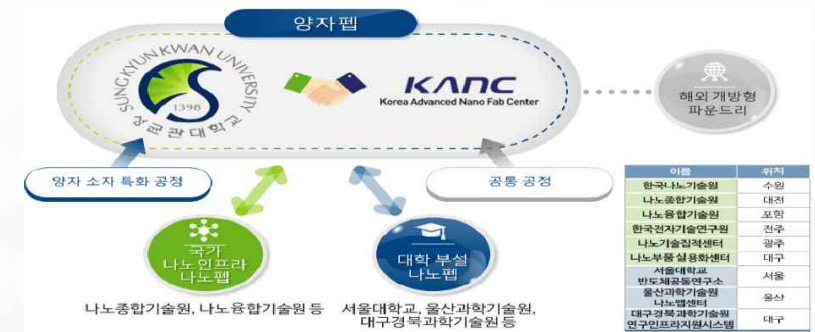 양자펩
SUNGKYUNKWAN UNIVERSITY
1398
성균관대학교
KANC
Korea Advanced Nano Fab Center
해외 개방형
파운드리
양자 소자 특화 공정
공통 공정
국가
나노인프라
나노펩
대학 부설
나노펩
나노종합기술원, 나노융합기술원 등
서울대학교, 울산과학기술원,
대구경북과학기술원 등
이름 위치
한국나노기술원 수원
나노종합기술원 대전
나노융합기술원 포항
한국전자기술연구원 전주
나노기술집적센터 광주
나노부품실용화센터 대구
서울대학교
반도체공동연구소 서울
울산과학기술원
나노팹센터 울산
대구경북과학기술원
연구인프라지원시스템 대구